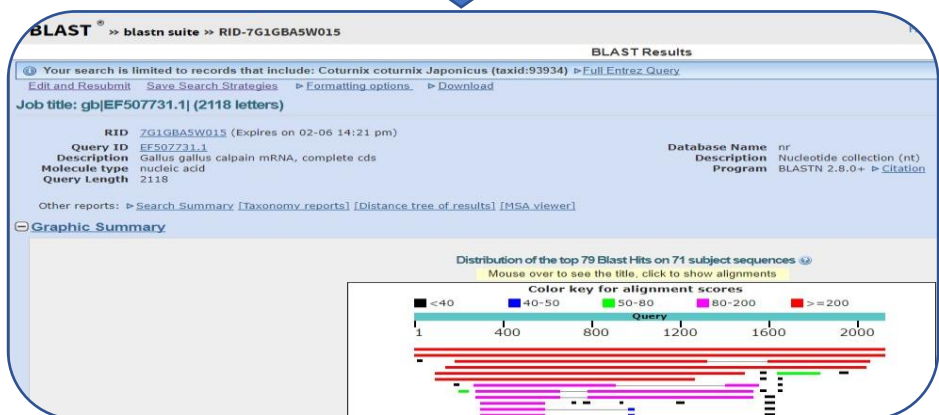 BLAST ® » blastn suite » RID-7G1GBA5W015
BLAST Results
Your search is limited to records that include: Coturnix coturnix Japonicus (taxid:93934) ▶Full Entrez Query
Edit and Resubmit Save Search Strategies ▶Formatting options ▶Download
Job title: gb|EF507731.1| (2118 letters)
RID 7G1GBA5W015 (Expires on 02-06 14:21 pm)
Query ID EF507731.1
Description Gallus gallus calpain mRNA, complete cds
Molecule type nucleic acid
Query Length 2118
Database Name nr
Description Nucleotide collection (nt)
Program BLASTN 2.8.0+ ▶Citation
Other reports: ▶Search Summary [Taxonomy reports] [Distance tree of results] [MSA viewer]
Graphic Summary
Distribution of the top 79 Blast Hits on 71 subject sequences
Mouse over to see the title, click to show alignments
Color key for alignment scores
<40 40-50 50-80 80-200 >=200
Query
1 400 800 1200 1600 2000